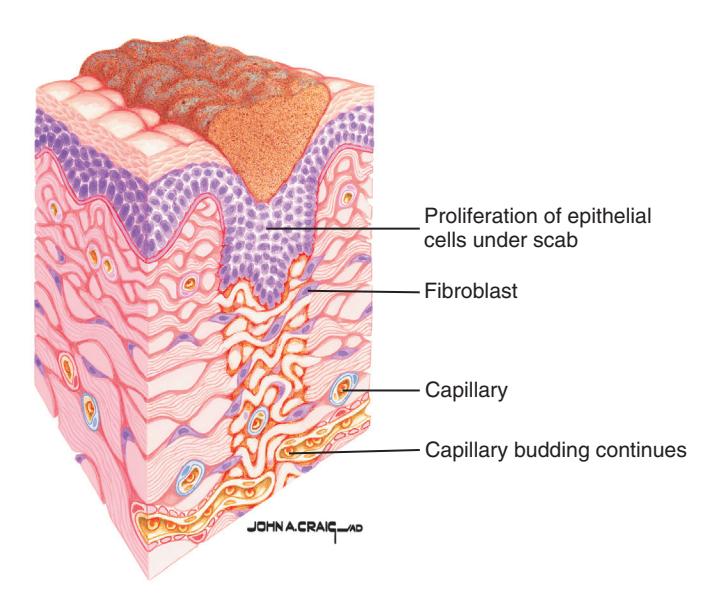 Proliferation of epithelial
cells under scab
Fibroblast
Capillary
Capillary budding continues
JOHN A. CRAIG_AD